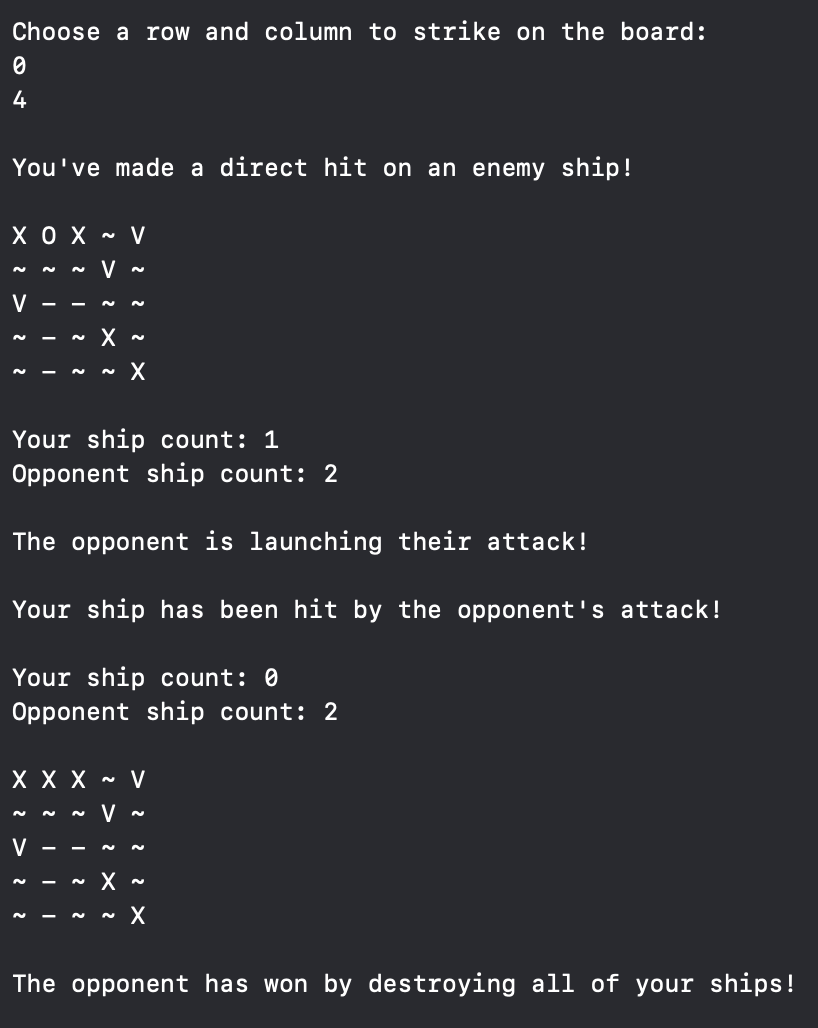 Choose a row and column to strike on the board:
0
4
You've made a direct hit on an enemy ship!
X O X ~ V
~ ~ ~ V ~
V – – ~ ~
~ – ~ X ~
~ – ~ ~ X
Your ship count: 1
Opponent ship count: 2
The opponent is launching their attack!
Your ship has been hit by the opponent's attack!
Your ship count: 0
Opponent ship count: 2
X X X ~ V
~ ~ ~ V ~
V – – ~ ~
~ – ~ X ~
~ – ~ ~ X
The opponent has won by destroying all of your ships!